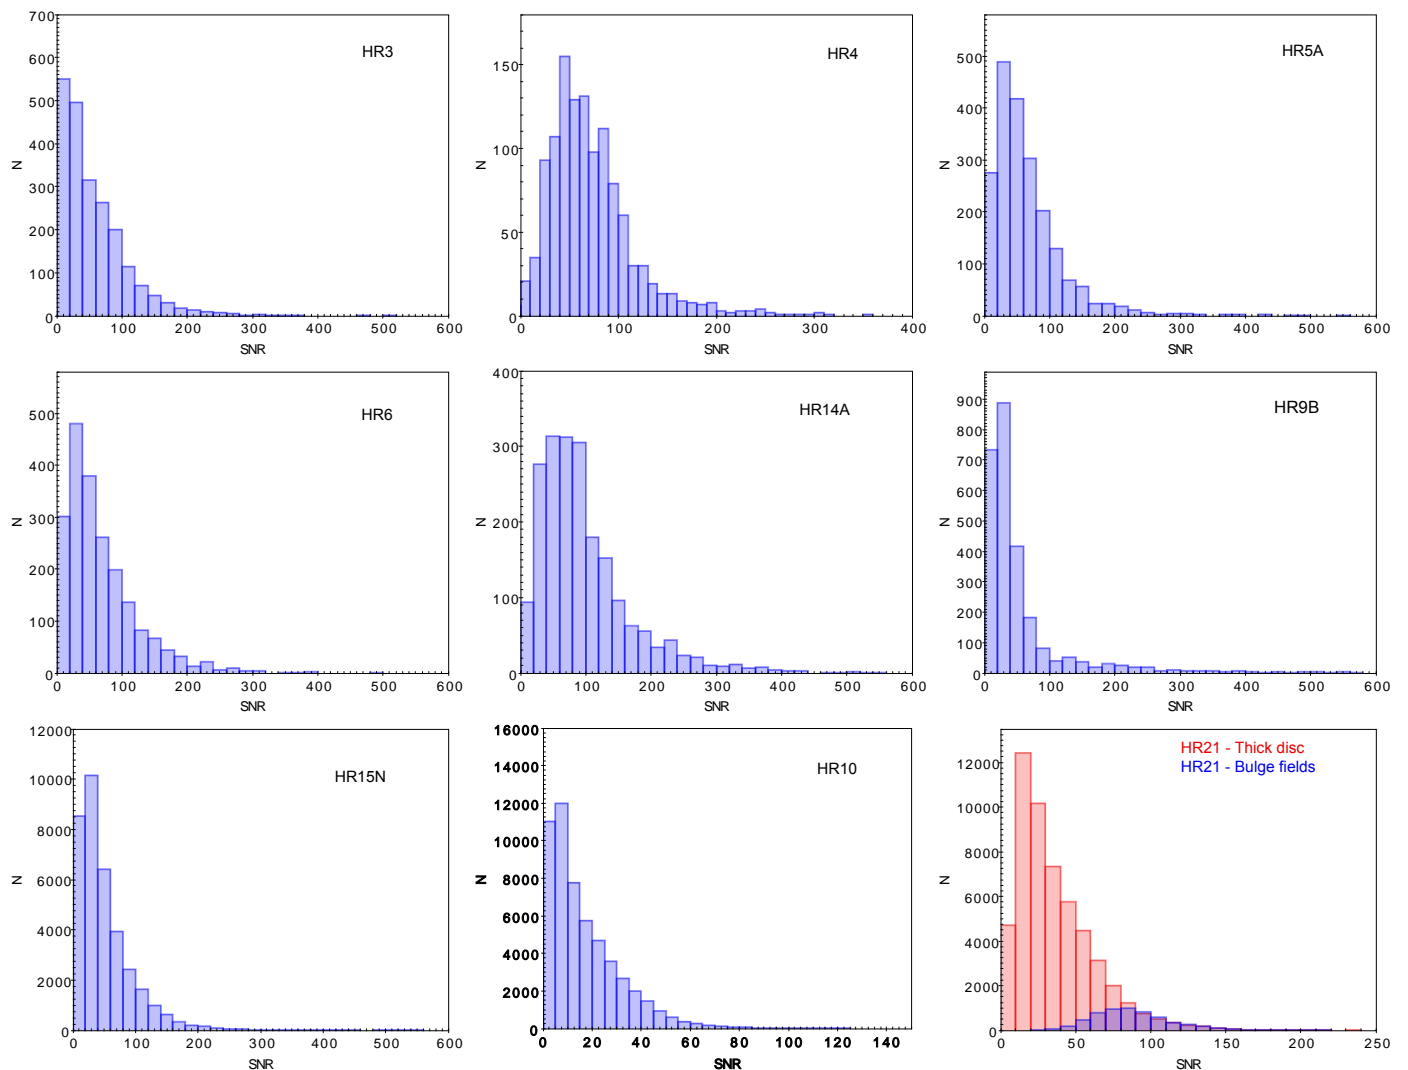 700
600
500
400
300
200
100
0
N
HR3
0 100 200 300 400 500 600
SNR
150
100
50
0
N
HR4
0 100 200 300 400
SNR
500
400
300
200
100
0
N
HR5A
0 100 200 300 400 500 600
SNR
500
400
300
200
100
0
N
HR6
0 100 200 300 400 500 600
SNR
400
300
200
100
0
N
HR14A
0 100 200 300 400 500 600
SNR
900
800
700
600
500
400
300
200
100
0
N
HR9B
0 100 200 300 400 500 600
SNR
12000
10000
8000
6000
4000
2000
0
N
HR15N
0 100 200 300 400 500 600
SNR
16000
14000
12000
10000
8000
6000
4000
2000
0
N
HR10
0 20 40 60 80 100 120 140
SNR
12000
10000
8000
6000
4000
2000
0
N
HR21 - Thick disc
HR21 - Bulge fields
0 50 100 150 200 250
SNR